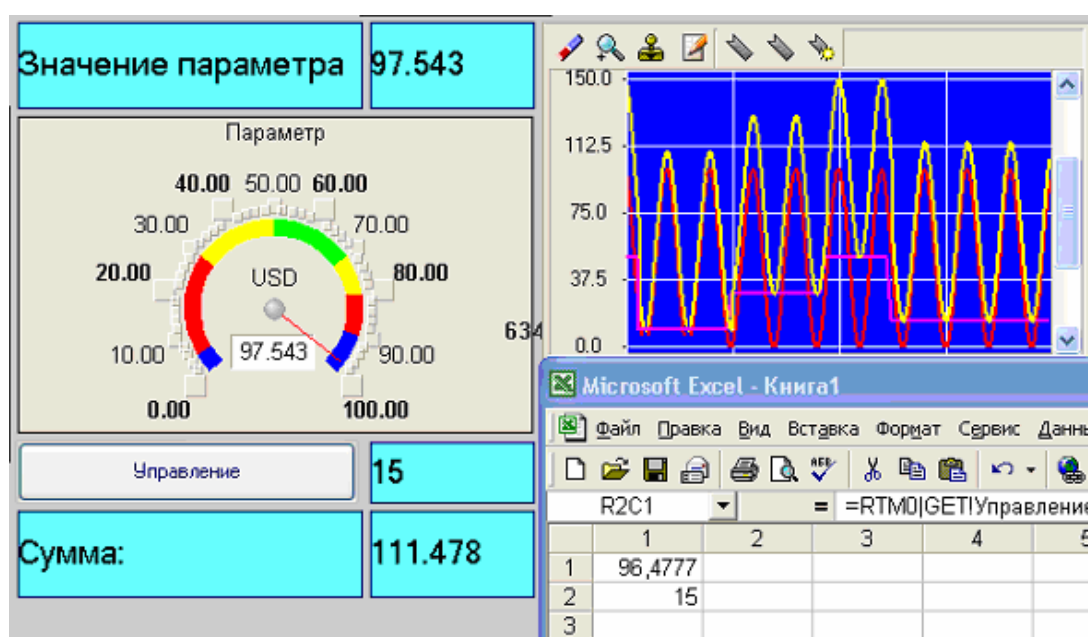 Значение параметра 97.543
Параметр
40.00 50.00 60.00
30.00 70.00
20.00 USD 80.00
634
10.00 97.543 90.00
0.00 100.00
Управление 15
Сумма: 111.478
150.0
112.5
75.0
37.5
0.0
Microsoft Excel - Книга1
Файл Правка Вид Вставка Формат Сервис Данны
R2C1 = =RTM0|GET!Управление
1 2 3 4 5
1 96,4777
2 15
3